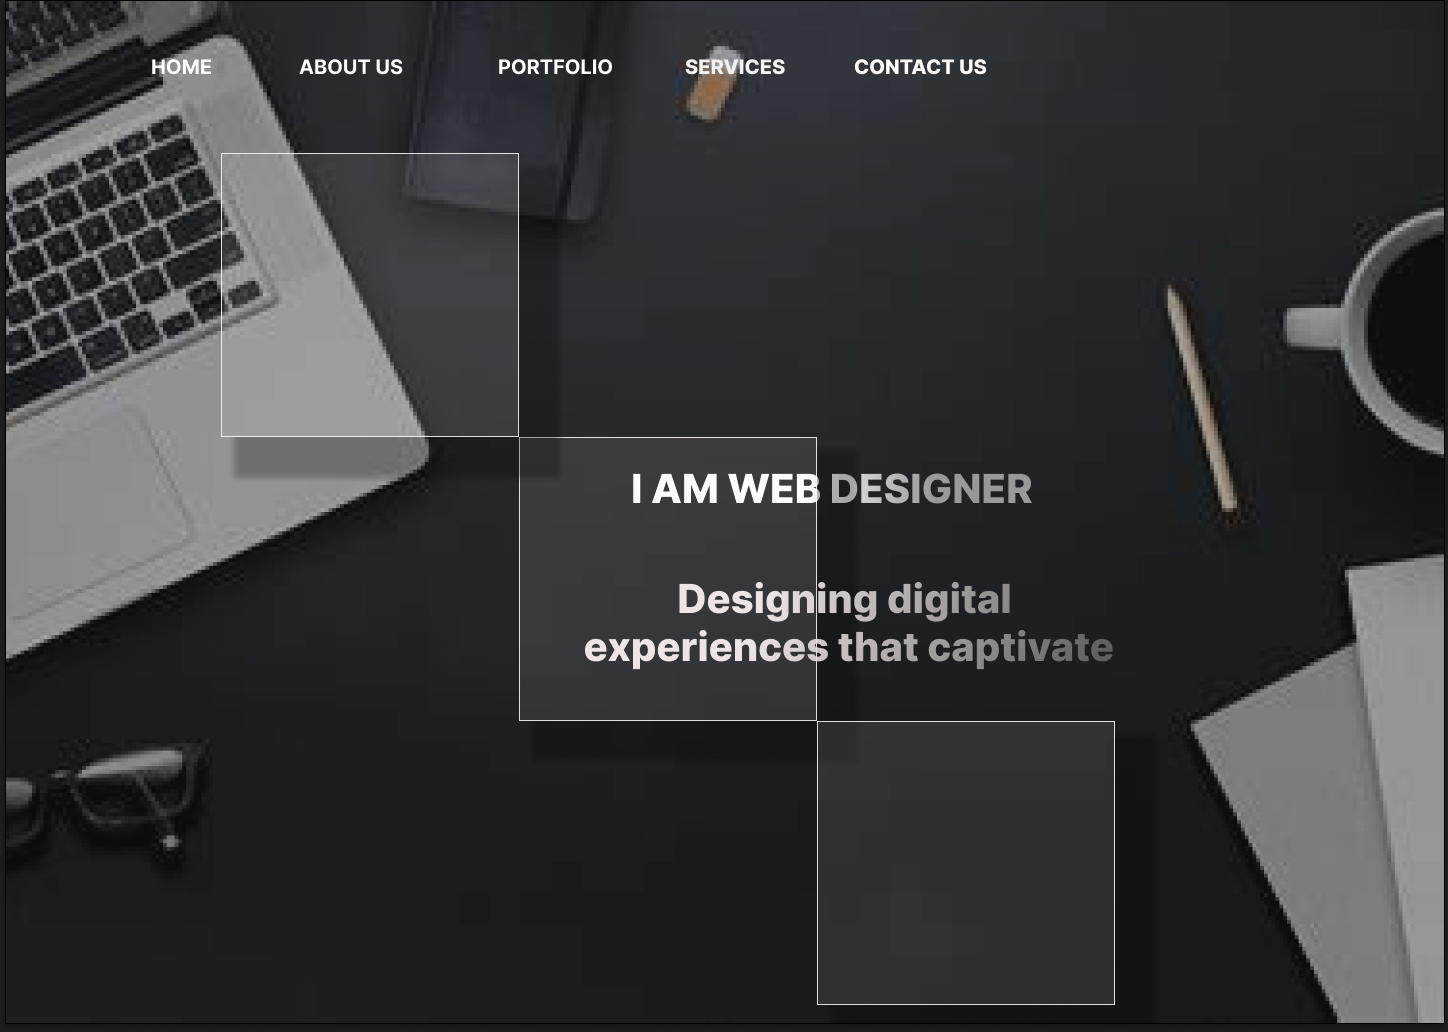 HOME ABOUT US PORTFOLIO SERVICES CONTACT US
I AM WEB DESIGNER
Designing digital
experiences that captivate